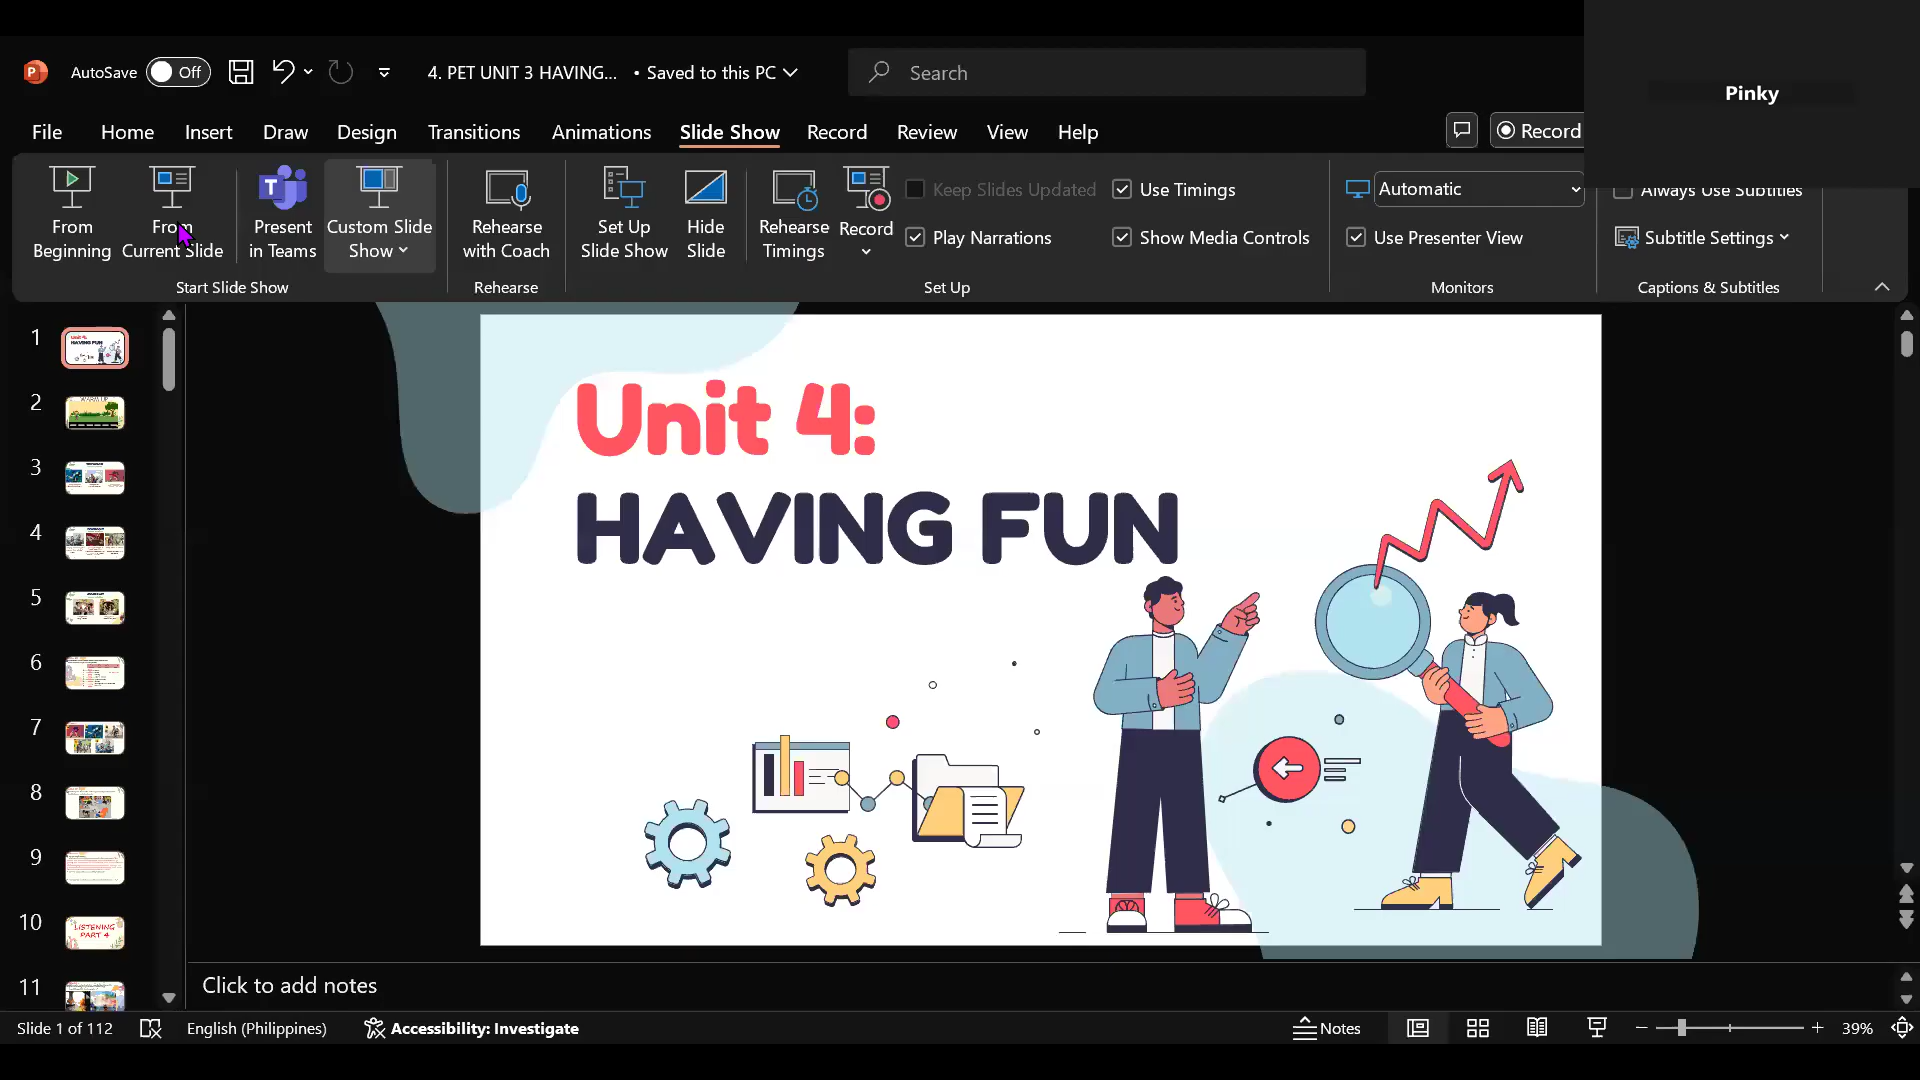 AutoSave Off 4. PET UNIT 3 HAVING... • Saved to this PC Search
Pinky
File Home Insert Draw Design Transitions Animations Slide Show Record Review View Help Record
From Beginning
From Current Slide
Present in Teams
Custom Slide Show
Rehearse with Coach
Set Up Slide Show
Hide Slide
Rehearse Timings
Record
Keep Slides Updated
Play Narrations
Use Timings
Show Media Controls
Automatic
Use Presenter View
Always Use Subtitles
Subtitle Settings
Start Slide Show
Rehearse
Set Up
Monitors
Captions & Subtitles
1
2
3
4
5
6
7
8
9
10
LISTENING
PART 4
11
Unit 4:
HAVING FUN
Click to add notes
Slide 1 of 112 English (Philippines) Accessibility: Investigate Notes 39%